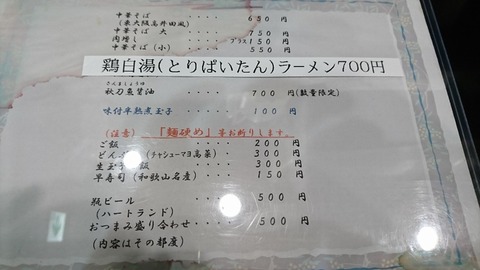 中華そば ・・・・ 650 円
(東大阪高井田風)
中華そば 大 ・・・・ 750 円
肉増し プラス150 円
中華そば(小) ・・・・ 550 円
鶏白湯(とりぱいたん)ラーメン700円
さんましょうゆ
秋刀魚醤油 ・・・・ 700 円(数量限定)
味付半熟煮玉子 ・・・・ 100 円
(注意) 「麺硬め」等お断りします。
ご飯 ・・・・ 200 円
(チャシューマヨ高菜) 300 円
生玉子 飯 ・・・・ 300 円
早寿司(和歌山名産) 150 円
瓶ビール ・・・・ 500 円
(ハートランド)
おつまみ盛り合わせ ・・・・ 500 円
(内容はその都度)